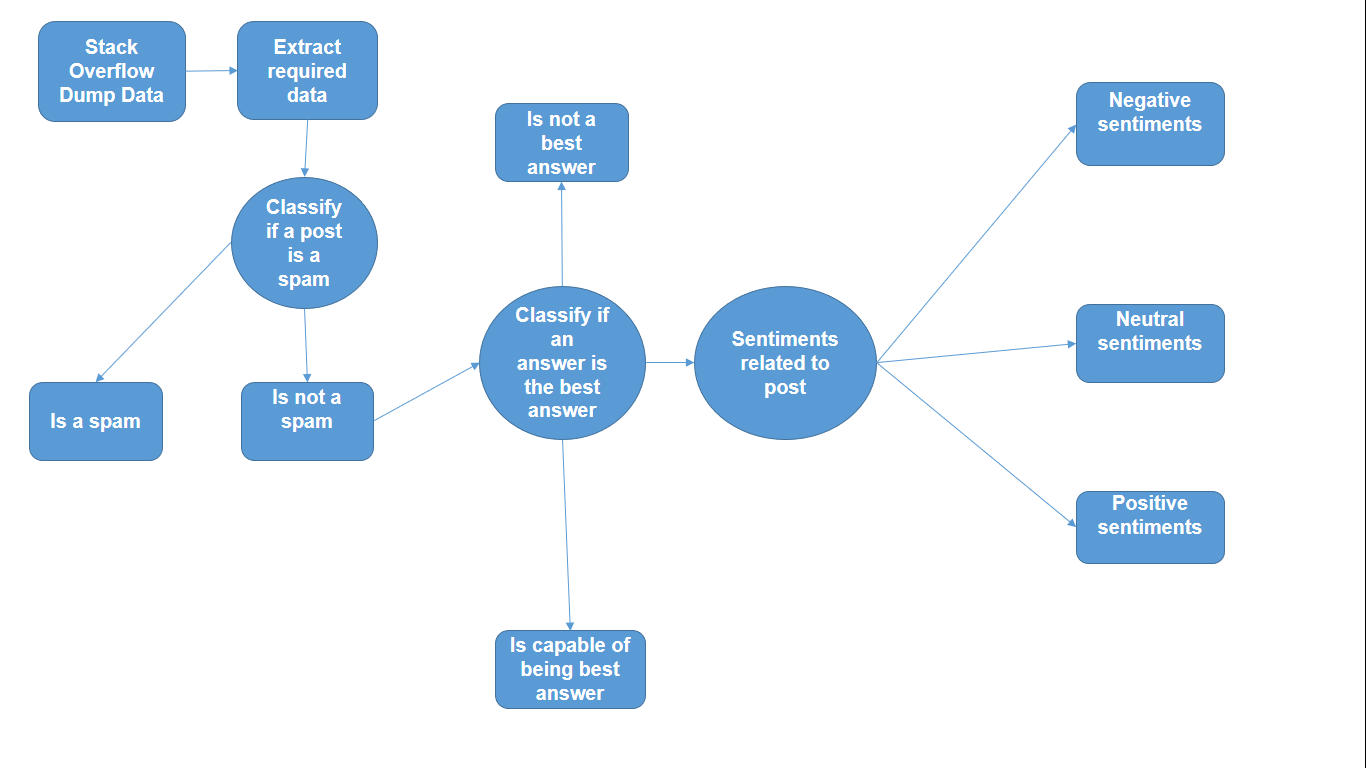 Stack
Overflow
Dump Data
Extract
required
data
Classify
if a post
is a
spam
Is a spam
Is not a
spam
Is not a
best
answer
Classify if
an
answer is
the best
answer
Is capable of
being best
answer
Sentiments
related to
post
Negative
sentiments
Neutral
sentiments
Positive
sentiments